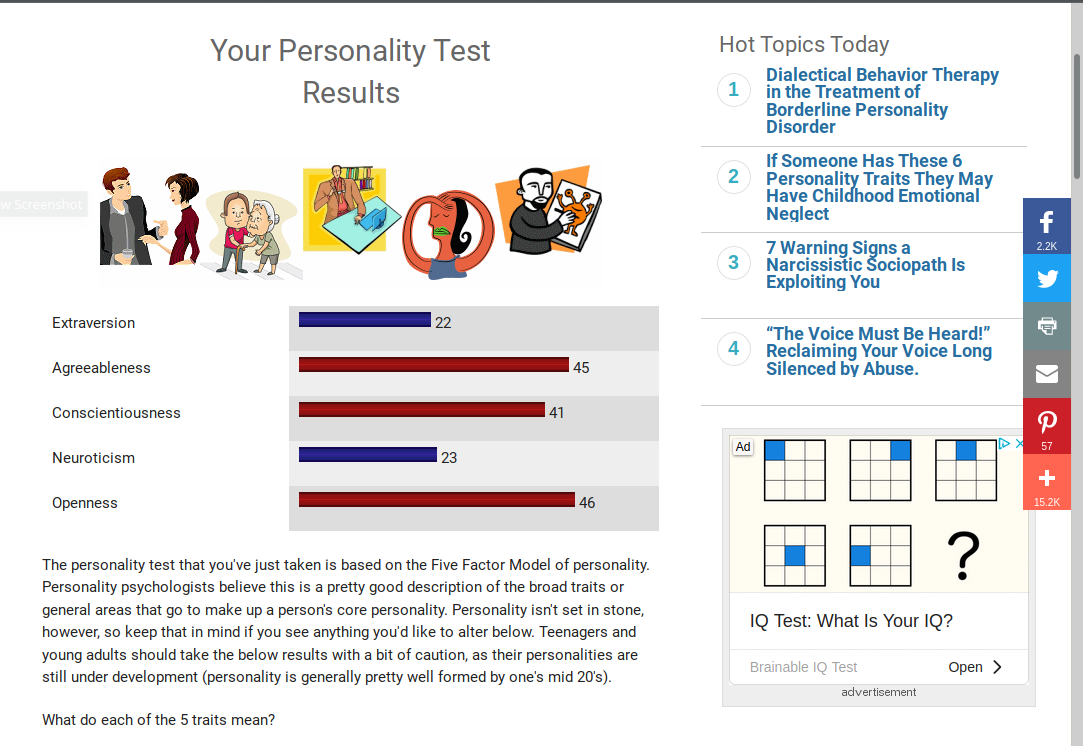 Your Personality Test
Results
w Screenshot
Extraversion 22
Agreeableness 45
Conscientiousness 41
Neuroticism 23
Openness 46
The personality test that you've just taken is based on the Five Factor Model of personality.
Personality psychologists believe this is a pretty good description of the broad traits or
general areas that go to make up a person's core personality. Personality isn't set in stone,
however, so keep that in mind if you see anything you'd like to alter below. Teenagers and
young adults should take the below results with a bit of caution, as their personalities are
still under development (personality is generally pretty well formed by one's mid 20's).
What do each of the 5 traits mean?
Hot Topics Today
1
Dialectical Behavior Therapy
in the Treatment of
Borderline Personality
Disorder
2
If Someone Has These 6
Personality Traits They May
Have Childhood Emotional
Neglect
3
7 Warning Signs a
Narcissistic Sociopath Is
Exploiting You
4
“The Voice Must Be Heard!”
Reclaiming Your Voice Long
Silenced by Abuse.
2.2K
57
15.2K
Ad
?
IQ Test: What Is Your IQ?
Brainable IQ Test
Open
advertisement